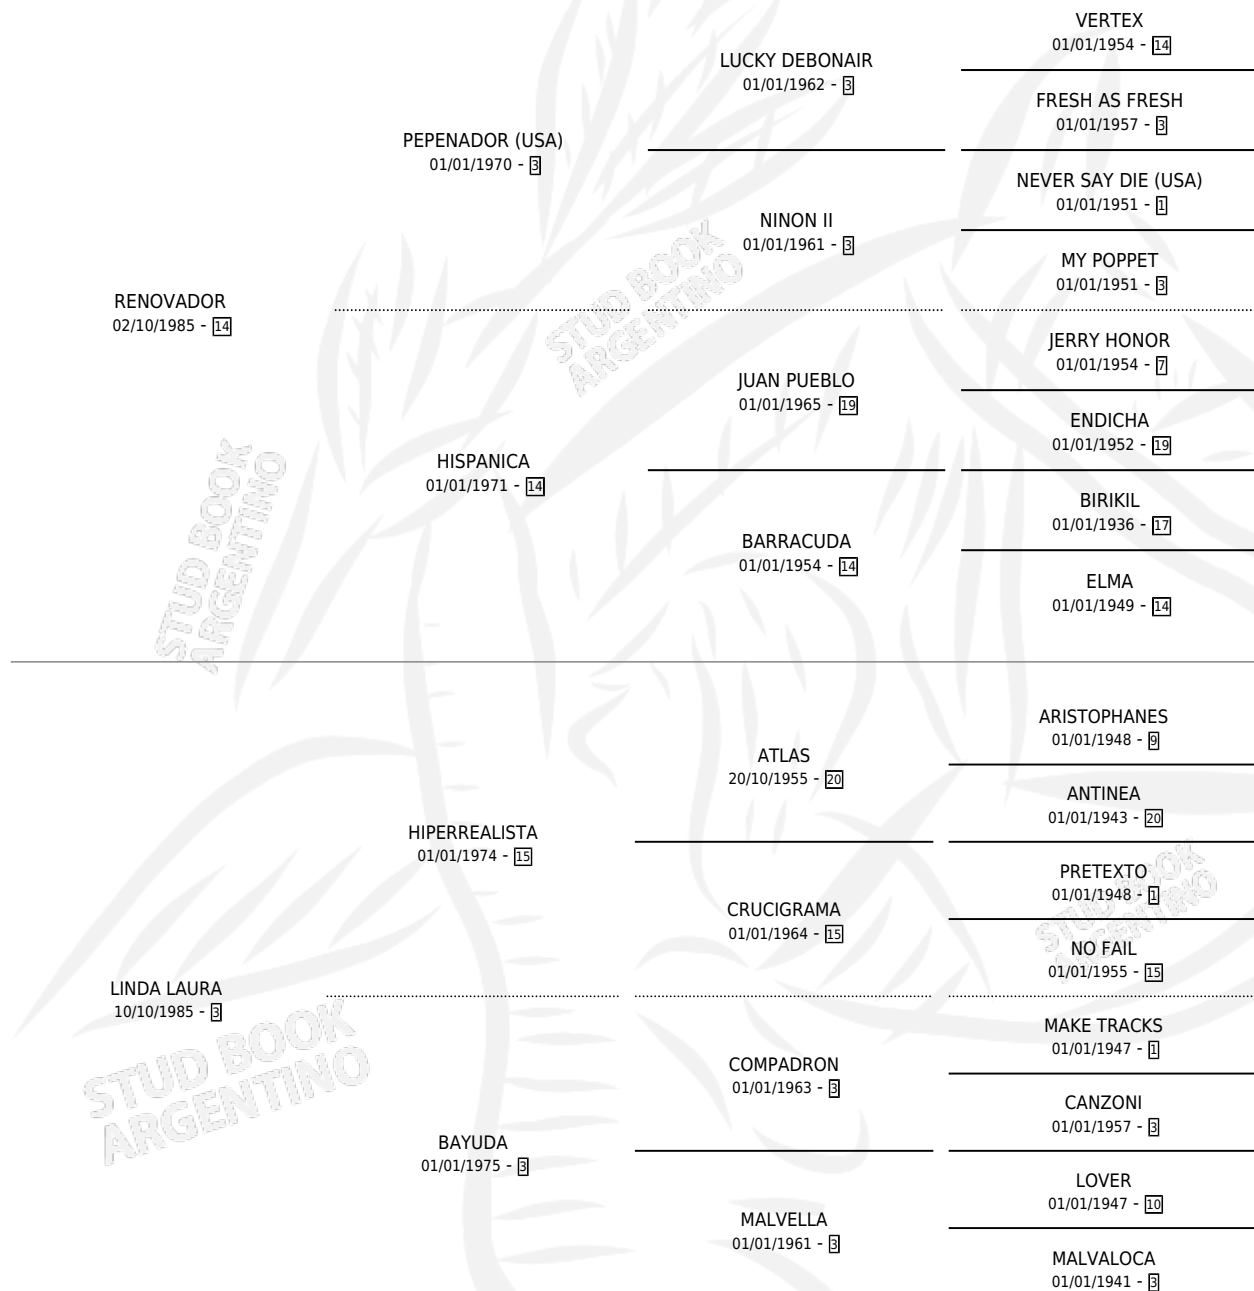 VERTEX
01/01/1954 - 14
LUCKY DEBONAIR
01/01/1962 - 3
FRESH AS FRESH
01/01/1957 - 3
PEPENADOR (USA)
01/01/1970 - 3
NEVER SAY DIE (USA)
01/01/1951 - 1
NINON II
01/01/1961 - 3
MY POPPET
01/01/1951 - 3
RENOVADOR
02/10/1985 - 14
JERRY HONOR
01/01/1954 - 7
JUAN PUEBLO
01/01/1965 - 19
ENDICHA
01/01/1952 - 19
HISPANICA
01/01/1971 - 14
BIRIKIL
01/01/1936 - 17
BARRACUDA
01/01/1954 - 14
ELMA
01/01/1949 - 14
ARISTOPHANES
01/01/1948 - 9
ATLAS
20/10/1955 - 20
ANTINEA
01/01/1943 - 20
HIPERREALISTA
01/01/1974 - 15
PRETEXTO
01/01/1948 - 1
CRUCIGRAMA
01/01/1964 - 15
NO FAIL
01/01/1955 - 15
LINDA LAURA
10/10/1985 - 3
MAKE TRACKS
01/01/1947 - 1
COMPADRON
01/01/1963 - 3
CANZONI
01/01/1957 - 3
BAYUDA
01/01/1975 - 3
LOVER
01/01/1947 - 10
MALVELLA
01/01/1961 - 3
MALVALOCA
01/01/1941 - 3
STUD BOOK
ARGENTINO
STUD BOOK
ARGENTINO
STUD BOOK
ARGENTINO
STUD BOOK
ARGENTINO